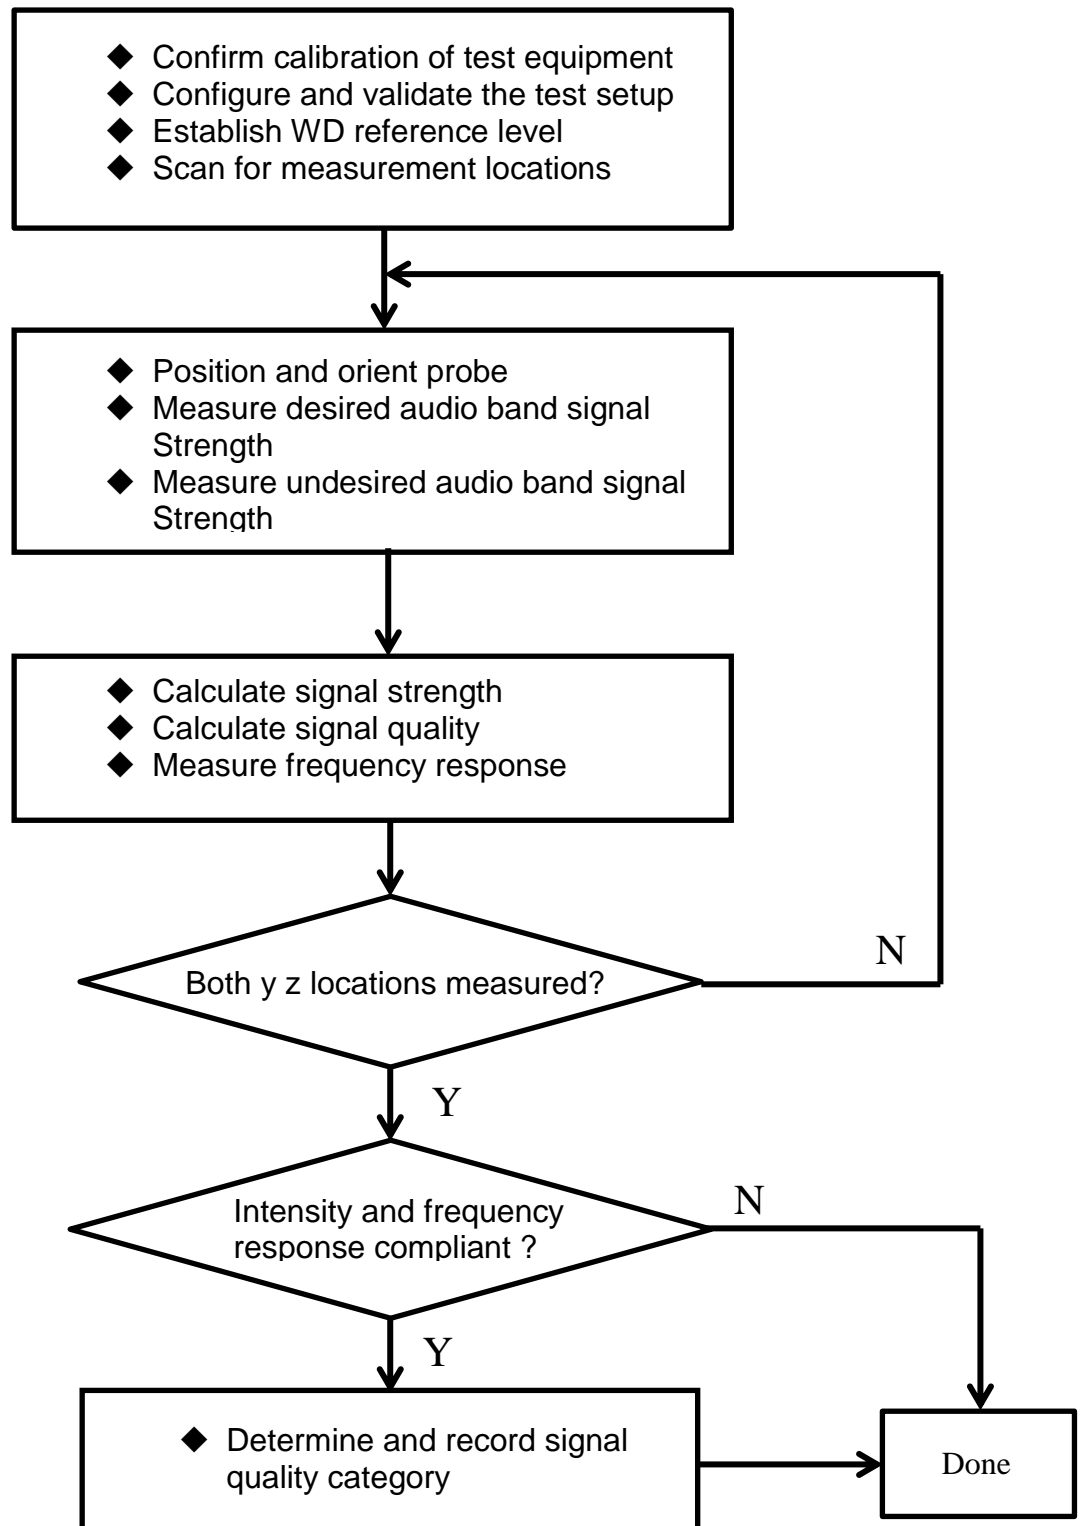 ◆ Confirm calibration of test equipment
◆ Configure and validate the test setup
◆ Establish WD reference level
◆ Scan for measurement locations
◆ Position and orient probe
◆ Measure desired audio band signal
Strength
◆ Measure undesired audio band signal
Strength
◆ Calculate signal strength
◆ Calculate signal quality
◆ Measure frequency response
N
Both y z locations measured?
Y
N
Intensity and frequency
response compliant ?
Y
◆ Determine and record signal
quality category
Done